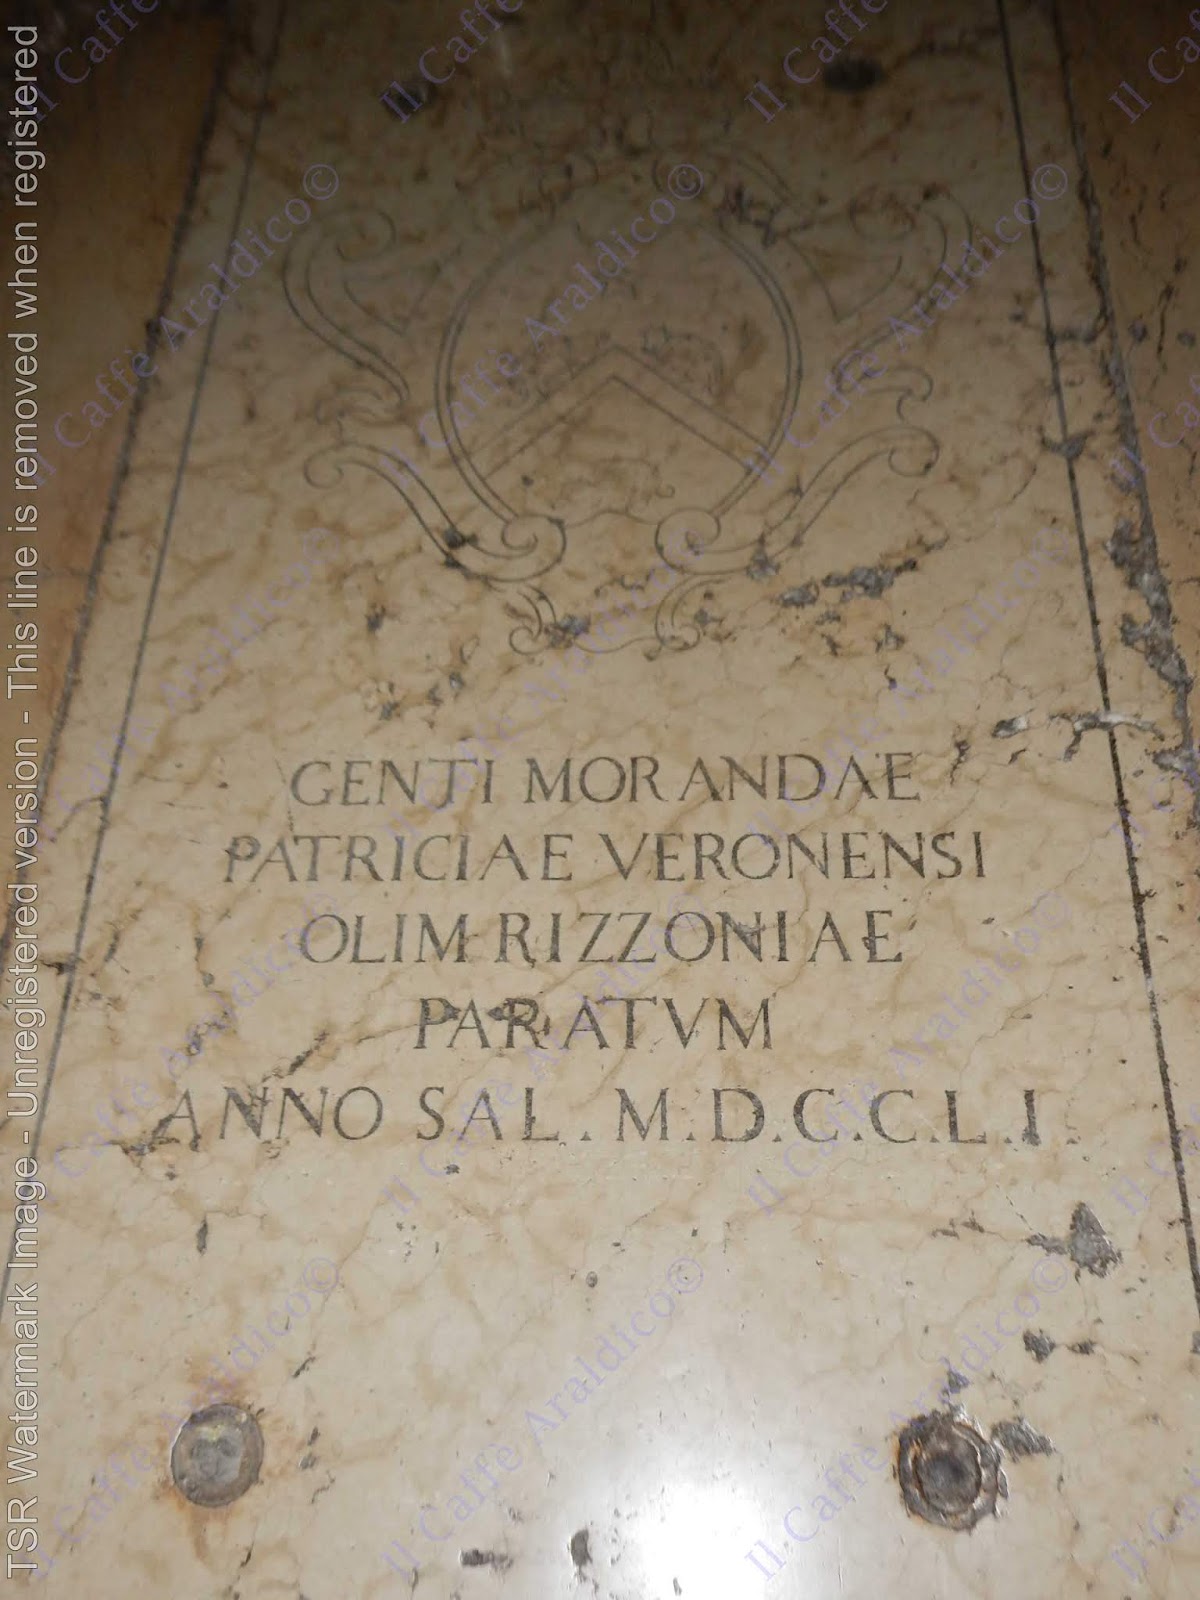 GENTI MORANDAE
PATRICIAE VERONENSI
OLIM RIZZONIAE
PARATVM
ANNO SAL. M.D.C.C.L.I.
TSR Watermark Image - Unregistered version - This line is removed when registered
Il Caffè Araldico©